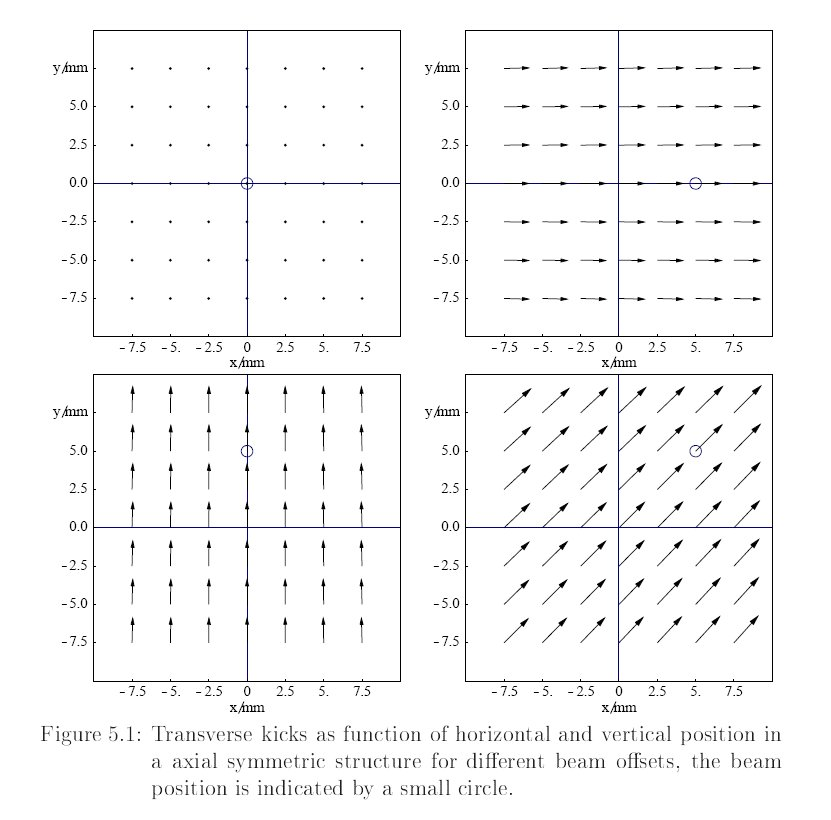 y/mm y/mm
5.0 5.0
2.5 2.5
0.0 0.0
-2.5 -2.5
-5.0 -5.0
-7.5 -7.5
-7.5 -5. -2.5 0 2.5 5. 7.5 -7.5 -5. -2.5 0 2.5 5. 7.5
x/mm x/mm
y/mm y/mm
5.0 5.0
2.5 2.5
0.0 0.0
-2.5 -2.5
-5.0 -5.0
-7.5 -7.5
-7.5 -5. -2.5 0 2.5 5. 7.5 -7.5 -5. -2.5 0 2.5 5. 7.5
x/mm x/mm
Figure 5.1: Transverse kicks as function of horizontal and vertical position in
a axial symmetric structure for different beam offsets, the beam
position is indicated by a small circle.